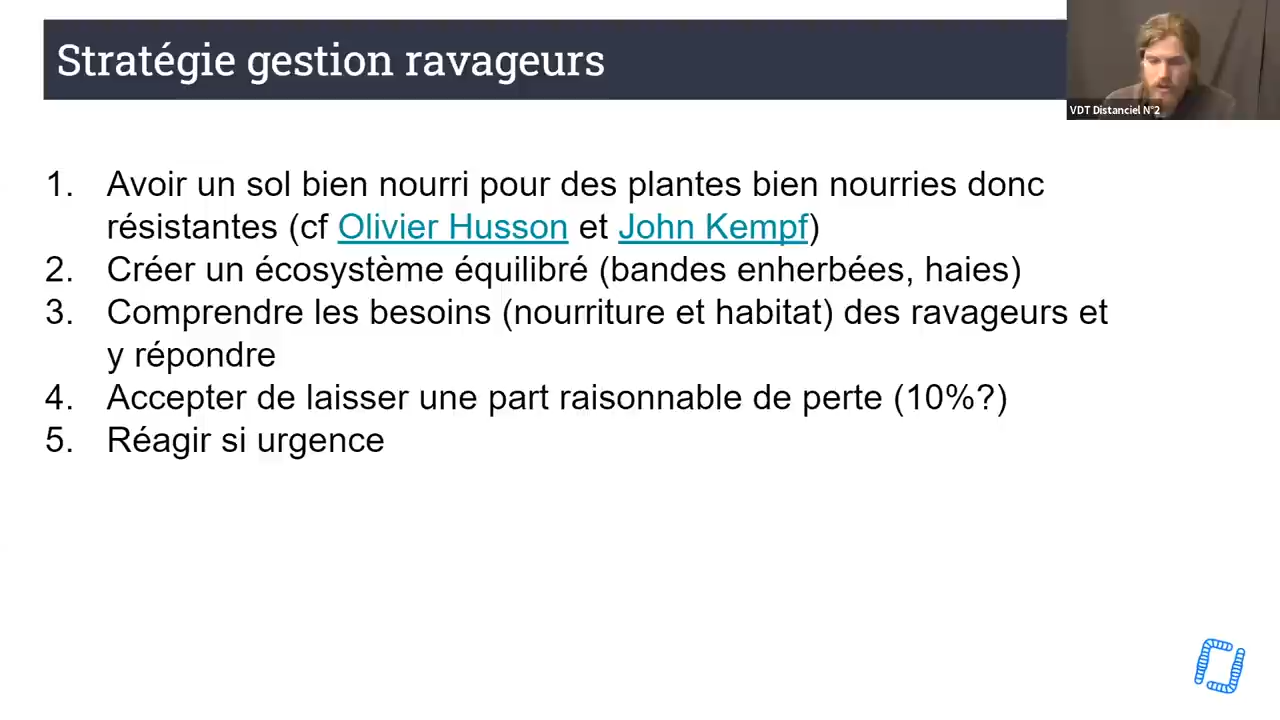 Stratégie gestion ravageurs
VDT Distanciel N°2
1. Avoir un sol bien nourri pour des plantes bien nourries donc
résistantes (cf Olivier Husson et John Kempf)
2. Créer un écosystème équilibré (bandes enherbées, haies)
3. Comprendre les besoins (nourriture et habitat) des ravageurs et
y répondre
4. Accepter de laisser une part raisonnable de perte (10%?)
5. Réagir si urgence